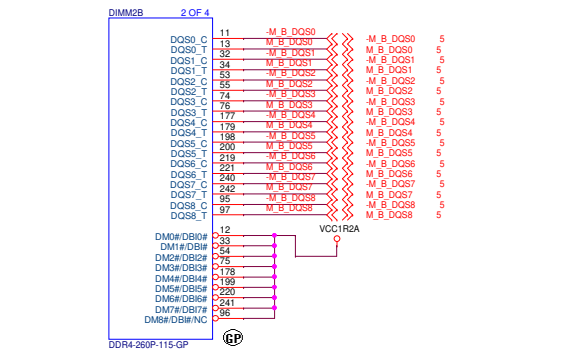 DIMM2B 2 OF 4
DQS0_C 11 -M_B_DQS0 -M_B_DQS0 5
DQS0_T 13 M_B_DQS0 M_B_DQS0 5
DQS1_C 32 -M_B_DQS1 -M_B_DQS1 5
DQS1_T 34 M_B_DQS1 M_B_DQS1 5
DQS2_C 53 -M_B_DQS2 -M_B_DQS2 5
DQS2_T 55 M_B_DQS2 M_B_DQS2 5
DQS3_C 74 -M_B_DQS3 -M_B_DQS3 5
DQS3_T 76 M_B_DQS3 M_B_DQS3 5
DQS4_C 177 -M_B_DQS4 -M_B_DQS4 5
DQS4_T 179 M_B_DQS4 M_B_DQS4 5
DQS5_C 198 -M_B_DQS5 -M_B_DQS5 5
DQS5_T 200 M_B_DQS5 M_B_DQS5 5
DQS6_C 219 -M_B_DQS6 -M_B_DQS6 5
DQS6_T 221 M_B_DQS6 M_B_DQS6 5
DQS7_C 240 -M_B_DQS7 -M_B_DQS7 5
DQS7_T 242 M_B_DQS7 M_B_DQS7 5
DQS8_C 95 -M_B_DQS8 -M_B_DQS8 5
DQS8_T 97 M_B_DQS8 M_B_DQS8 5
VCC1R2A
DM0#/DBI0# 12
DM1#/DBI# 33
DM2#/DBI2# 54
DM3#/DBI3# 75
DM4#/DBI4# 178
DM5#/DBI5# 199
DM6#/DBI6# 220
DM7#/DBI7# 241
DM8#/DBI#/NC 96
GP
DDR4-260P-115-GP